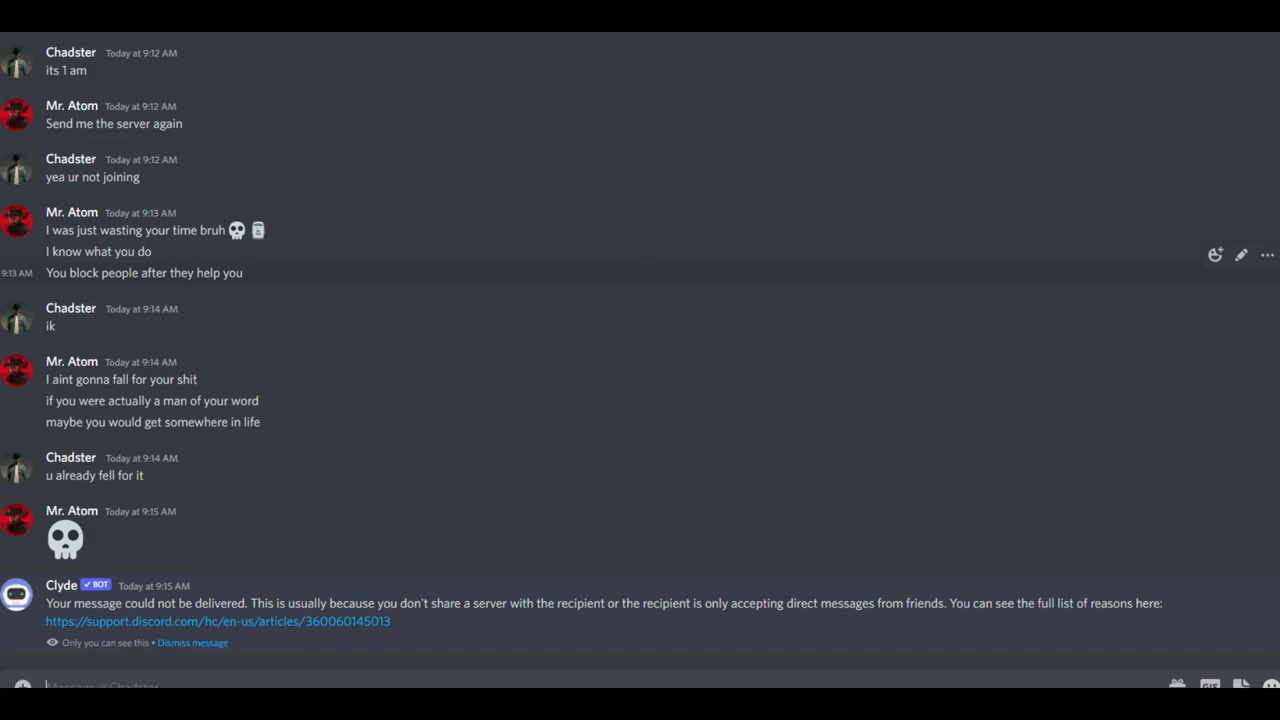 Chadster Today at 9:12 AM
its 1 am
Mr. Atom Today at 9:12 AM
Send me the server again
Chadster Today at 9:12 AM
yea ur not joining
Mr. Atom Today at 9:13 AM
I was just wasting your time bruh
I know what you do
9:13 AM You block people after they help you
Chadster Today at 9:14 AM
ik
Mr. Atom Today at 9:14 AM
I aint gonna fall for your shit
if you were actually a man of your word
maybe you would get somewhere in life
Chadster Today at 9:14 AM
u already fell for it
Mr. Atom Today at 9:15 AM
Clyde ✓ BOT Today at 9:15 AM
Your message could not be delivered. This is usually because you don't share a server with the recipient or the recipient is only accepting direct messages from friends. You can see the full list of reasons here:
https://support.discord.com/hc/en-us/articles/360060145013
Only you can see this • Dismiss message
Message @Chadster
GIF